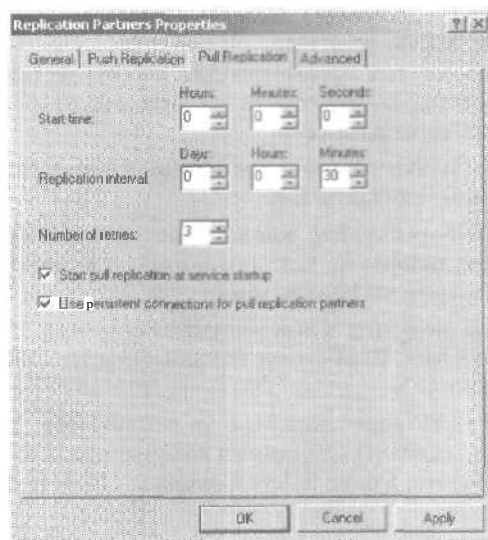 Replication Partners Properties
General Push Replication Pull Replication Advanced
Hours: Minutes: Seconds:
Start time: 0 0 0
Days: Hours: Minutes:
Replication interval 0 0 30
Number of retries: 3
Start pull replication at service startup
Use persistent connections for pull replication partners
OK Cancel Apply